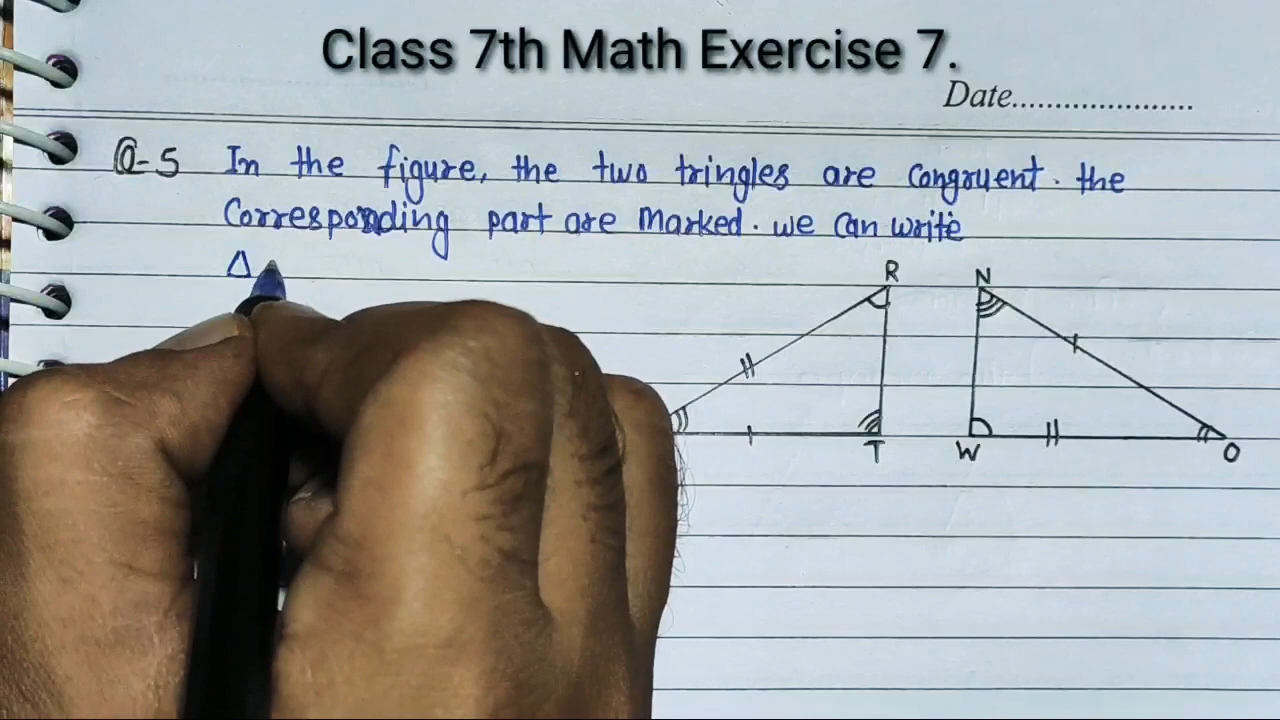 Class 7th Math Exercise 7.
Date.....................
Q-5 In the figure, the two tringles are congruent. the
Corresponding part are marked. we can write
Δ
R N
T W O